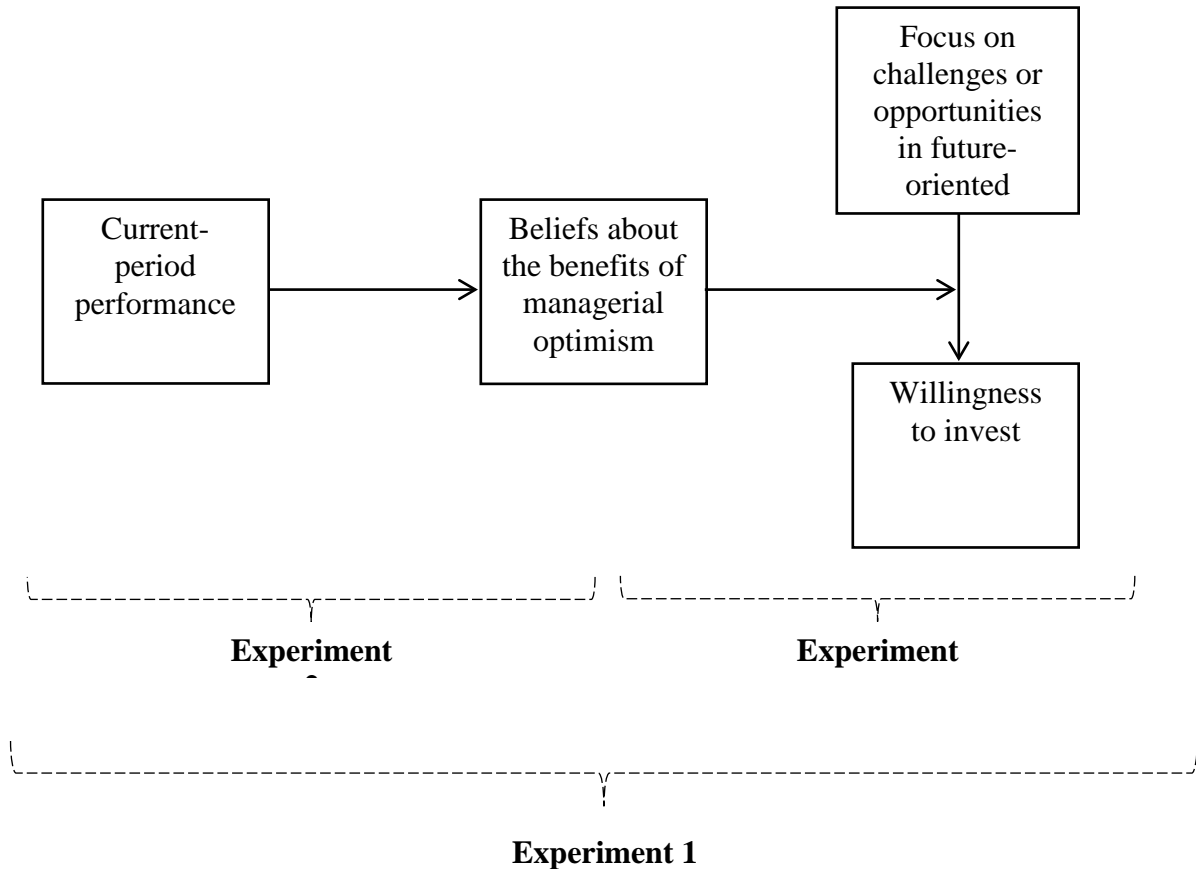 Focus on
challenges or
opportunities
in future-
oriented
Current-
period
performance
Beliefs about
the benefits of
managerial
optimism
Willingness
to invest
Experiment
Experiment
Experiment 1